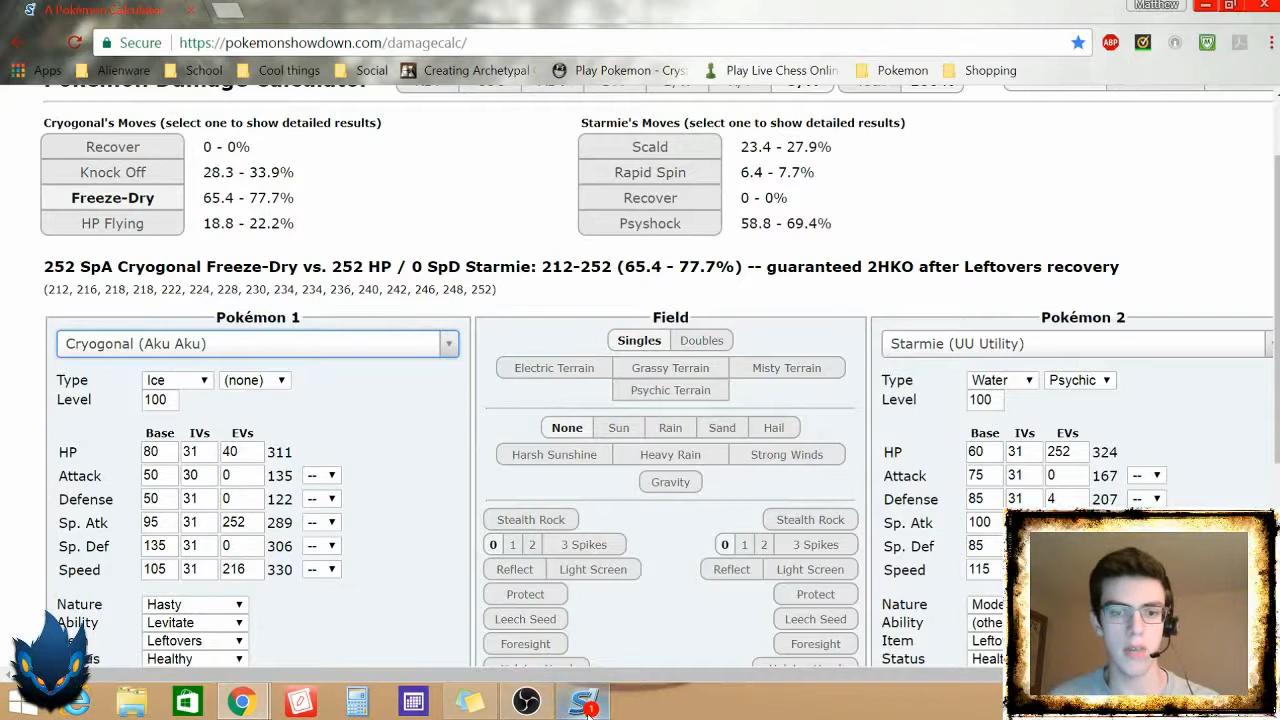 A Pokémon Calculator
Matthew
Secure https://pokemonshowdown.com/damagecalc/
ABP
Apps Alienware School Cool things Social Creating Archetypal Play Pokemon - Crys Play Live Chess Onlin Pokemon Shopping
Pokémon Damage Calculator
Cryogonal's Moves (select one to show detailed results)
Starmie's Moves (select one to show detailed results)
Recover 0 - 0%
Scald 23.4 - 27.9%
Knock Off 28.3 - 33.9%
Rapid Spin 6.4 - 7.7%
Freeze-Dry 65.4 - 77.7%
Recover 0 - 0%
HP Flying 18.8 - 22.2%
Psyshock 58.8 - 69.4%
252 SpA Cryogonal Freeze-Dry vs. 252 HP / 0 SpD Starmie: 212-252 (65.4 - 77.7%) -- guaranteed 2HKO after Leftovers recovery
(212, 216, 218, 218, 222, 224, 228, 230, 234, 234, 236, 240, 242, 246, 248, 252)
Pokémon 1
Cryogonal (Aku Aku)
Type Ice (none)
Level 100
Base IVs EVs
HP 80 31 40 311
Attack 50 30 0 135 --
Defense 50 31 0 122 --
Sp. Atk 95 31 252 289 --
Sp. Def 135 31 0 306 --
Speed 105 31 216 330 --
Nature Hasty
Ability Levitate
Item Leftovers
Status Healthy
Field
Singles Doubles
Electric Terrain Grassy Terrain Misty Terrain
Psychic Terrain
None Sun Rain Sand Hail
Harsh Sunshine Heavy Rain Strong Winds
Gravity
Stealth Rock Stealth Rock
0 1 2 3 Spikes 0 1 2 3 Spikes
Reflect Light Screen Reflect Light Screen
Protect Protect
Leech Seed Leech Seed
Foresight Foresight
Pokémon 2
Starmie (UU Utility)
Type Water Psychic
Level 100
Base IVs EVs
HP 60 31 252 324
Attack 75 31 0 167 --
Defense 85 31 4 207 --
Sp. Atk 100
Sp. Def 85
Speed 115
Nature Mode
Ability (othe
Item Lefto
Status Healt
1